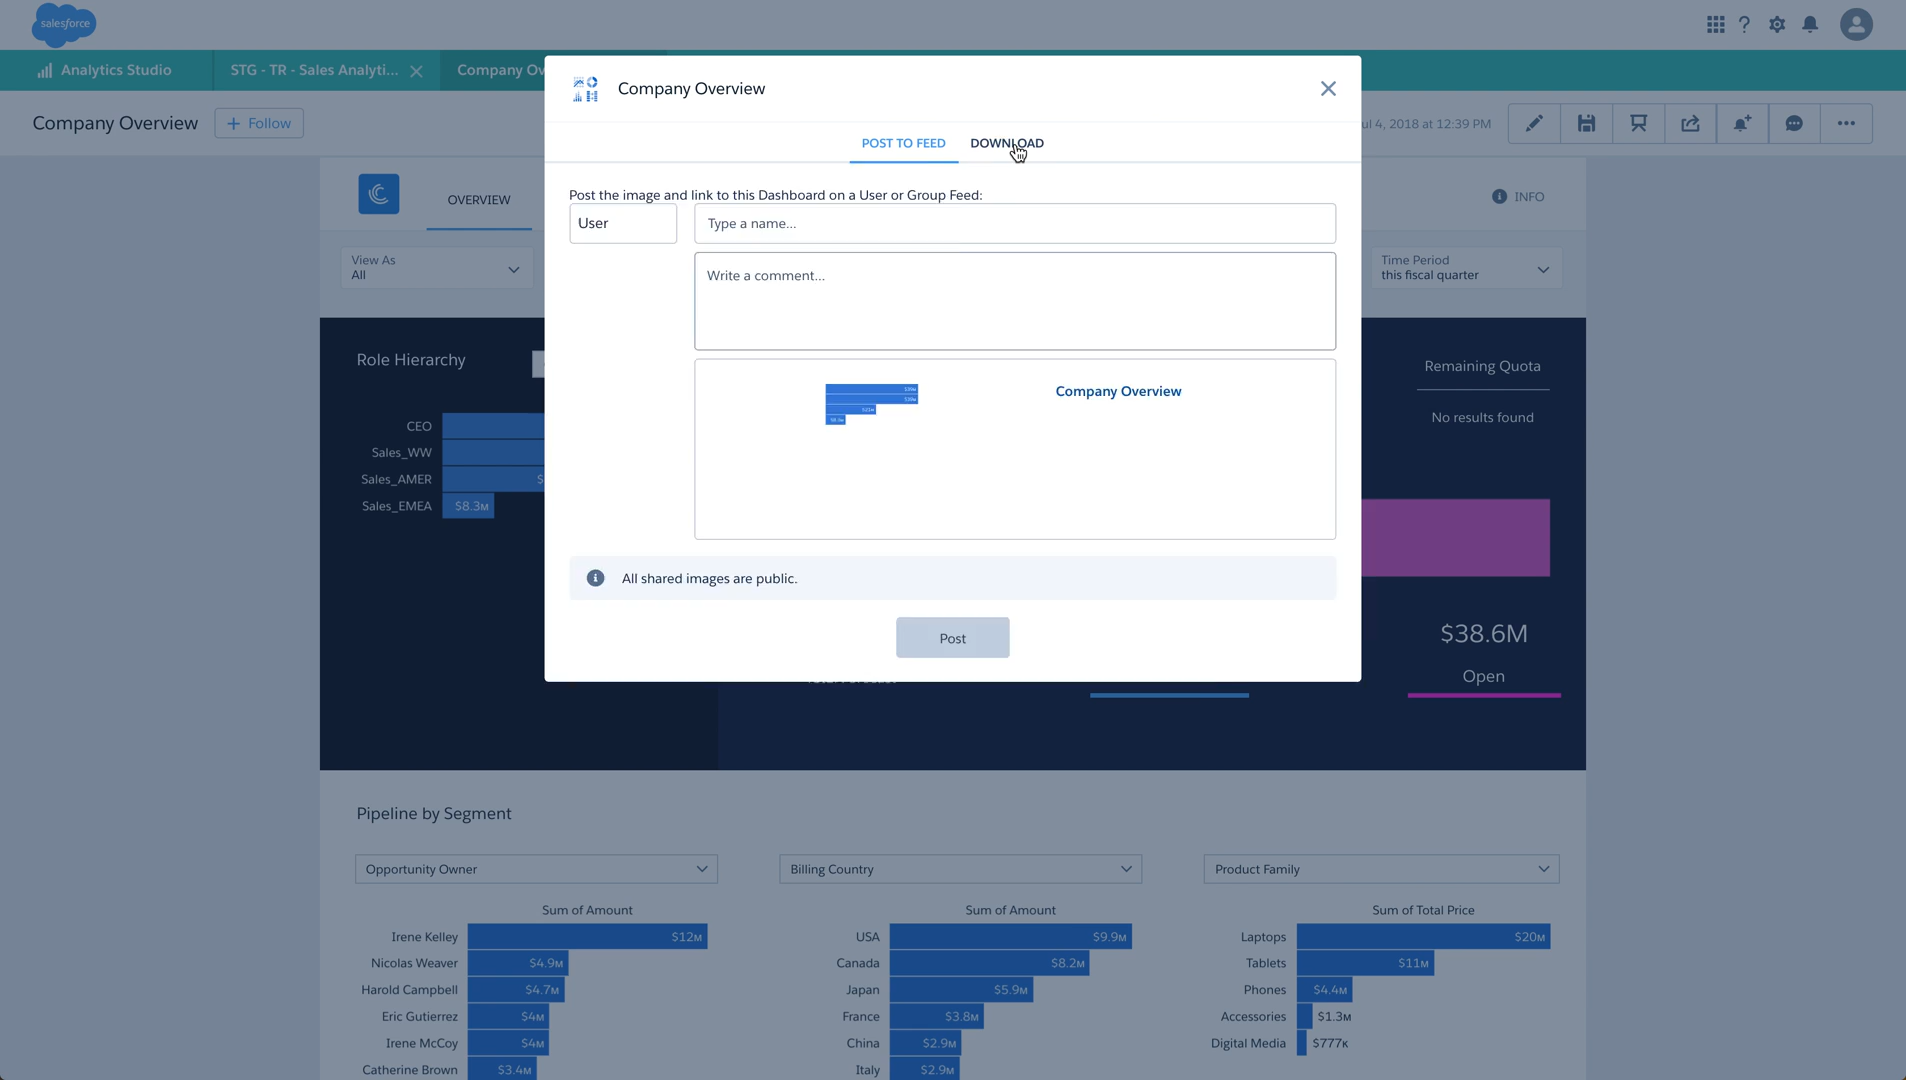 salesforce
Analytics Studio
STG - TR - Sales Analyti...
Company Ov
Company Overview
Follow
Company Overview
ul 4, 2018 at 12:39 PM
POST TO FEED
DOWNLOAD
OVERVIEW
INFO
Post the image and link to this Dashboard on a User or Group Feed:
User
Type a name...
View As
All
Time Period
this fiscal quarter
Write a comment...
Role Hierarchy
Remaining Quota
No results found
Company Overview
CEO
Sales_WW
Sales_AMER
Sales_EMEA
$8.3M
All shared images are public.
Post
$38.6M
Open
Pipeline by Segment
Opportunity Owner
Billing Country
Product Family
Sum of Amount
Sum of Amount
Sum of Total Price
Irene Kelley
$12M
USA
$9.9M
Laptops
$20M
Nicolas Weaver
$4.9M
Canada
$8.2M
Tablets
$11M
Harold Campbell
$4.7M
Japan
$5.9M
Phones
$4.4M
Eric Gutierrez
$4M
France
$3.8M
Accessories
$1.3M
Irene McCoy
$4M
China
$2.9M
Digital Media
$777K
Catherine Brown
$3.4M
Italy
$2.9M